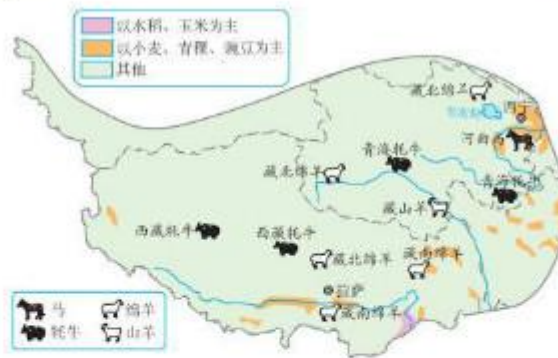 以水稻、玉米为主
以小麦、青稞、豌豆为主
其他
藏北绵羊
西宁
河曲马
青海牦牛
青海牦牛
藏北绵羊
藏山羊
西藏牦牛
西藏牦牛
藏北绵羊
藏南绵羊
拉萨
藏南绵羊
马
绵羊
牦牛
山羊